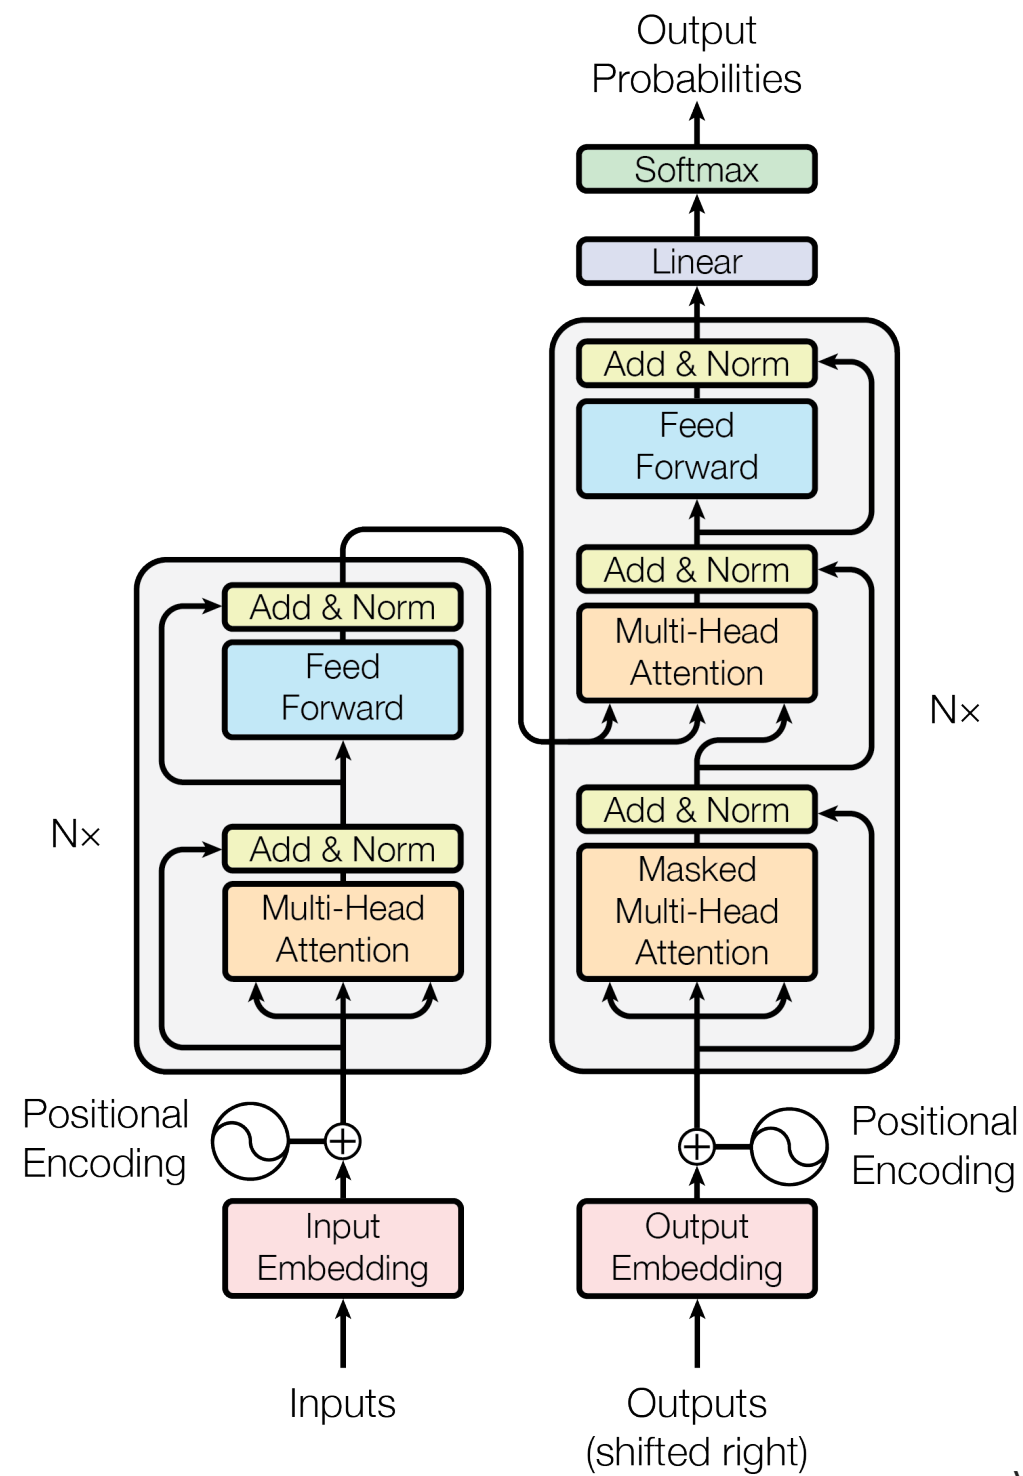 Output
Probabilities
Softmax
Linear
Add & Norm
Feed
Forward
Add & Norm
Multi-Head
Attention
Add & Norm
Masked
Multi-Head
Attention
Nx
Add & Norm
Feed
Forward
Add & Norm
Multi-Head
Attention
N×
Positional
Encoding
Positional
Encoding
Input
Embedding
Output
Embedding
Inputs
Outputs
(shifted right)